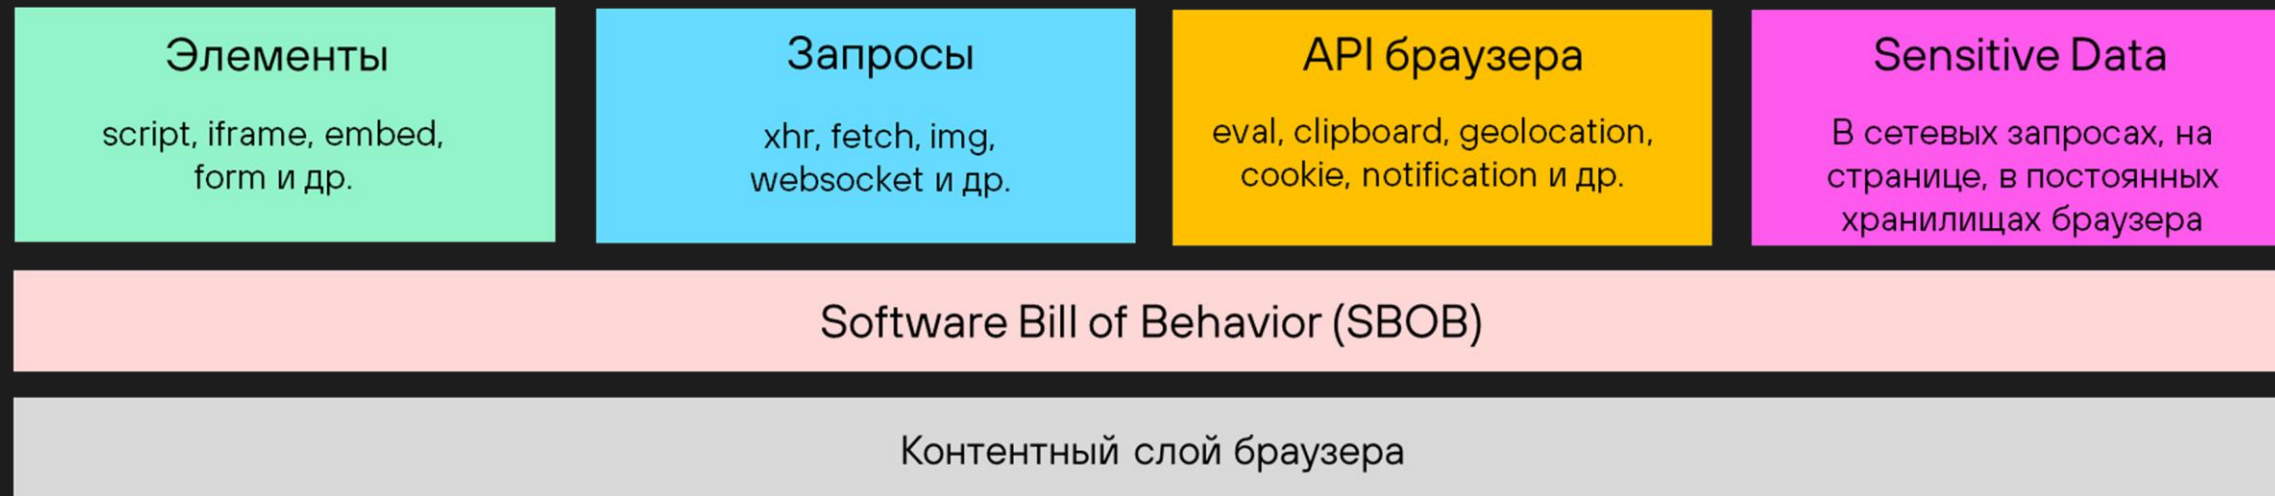 Элементы
script, iframe, embed,
form и др.
Запросы
xhr, fetch, img,
websocket и др.
API браузера
eval, clipboard, geolocation,
cookie, notification и др.
Sensitive Data
В сетевых запросах, на
странице, в постоянных
хранилищах браузера
Software Bill of Behavior (SBOB)
Контентный слой браузера